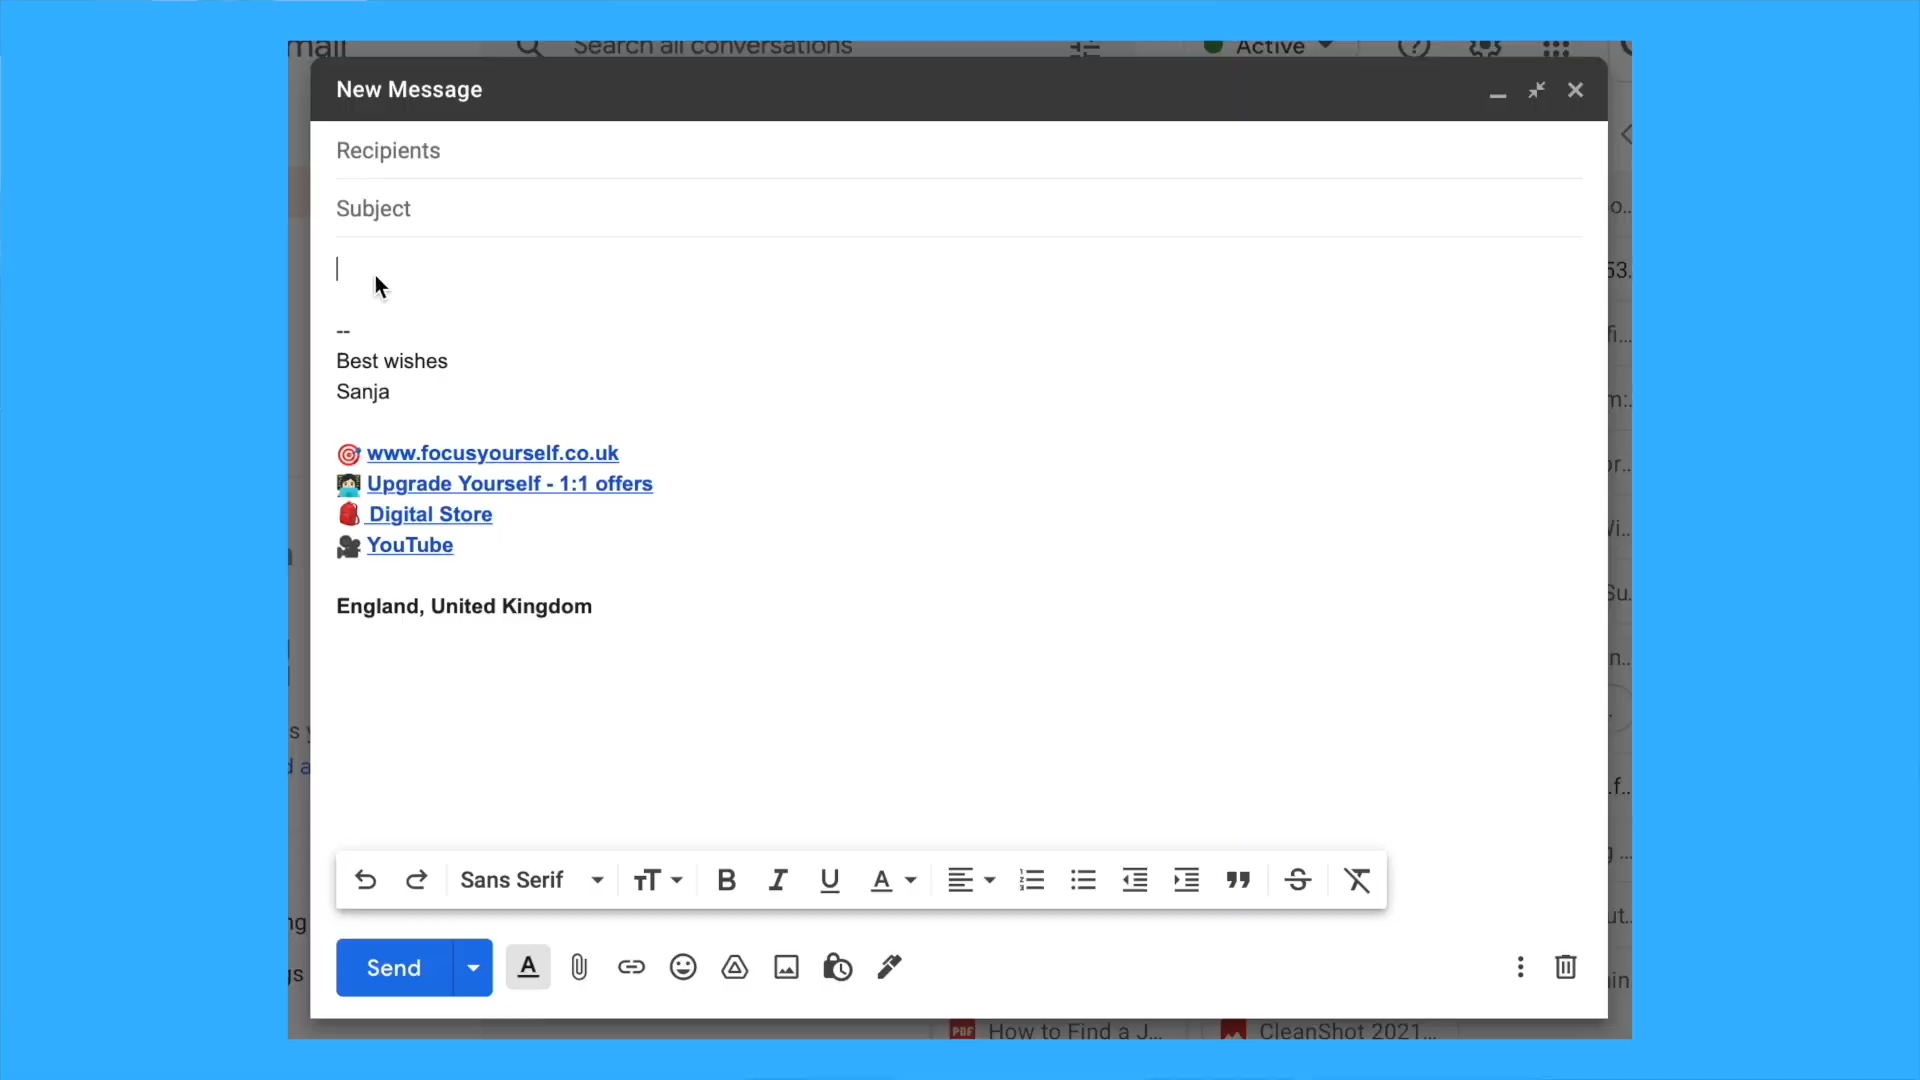 Search all conversations
Active
New Message
Recipients
Subject
--
Best wishes
Sanja
www.focusyourself.co.uk
Upgrade Yourself - 1:1 offers
Digital Store
YouTube
England, United Kingdom
Sans Serif
Send
PDF How to Find a J... CleanShot 2021...